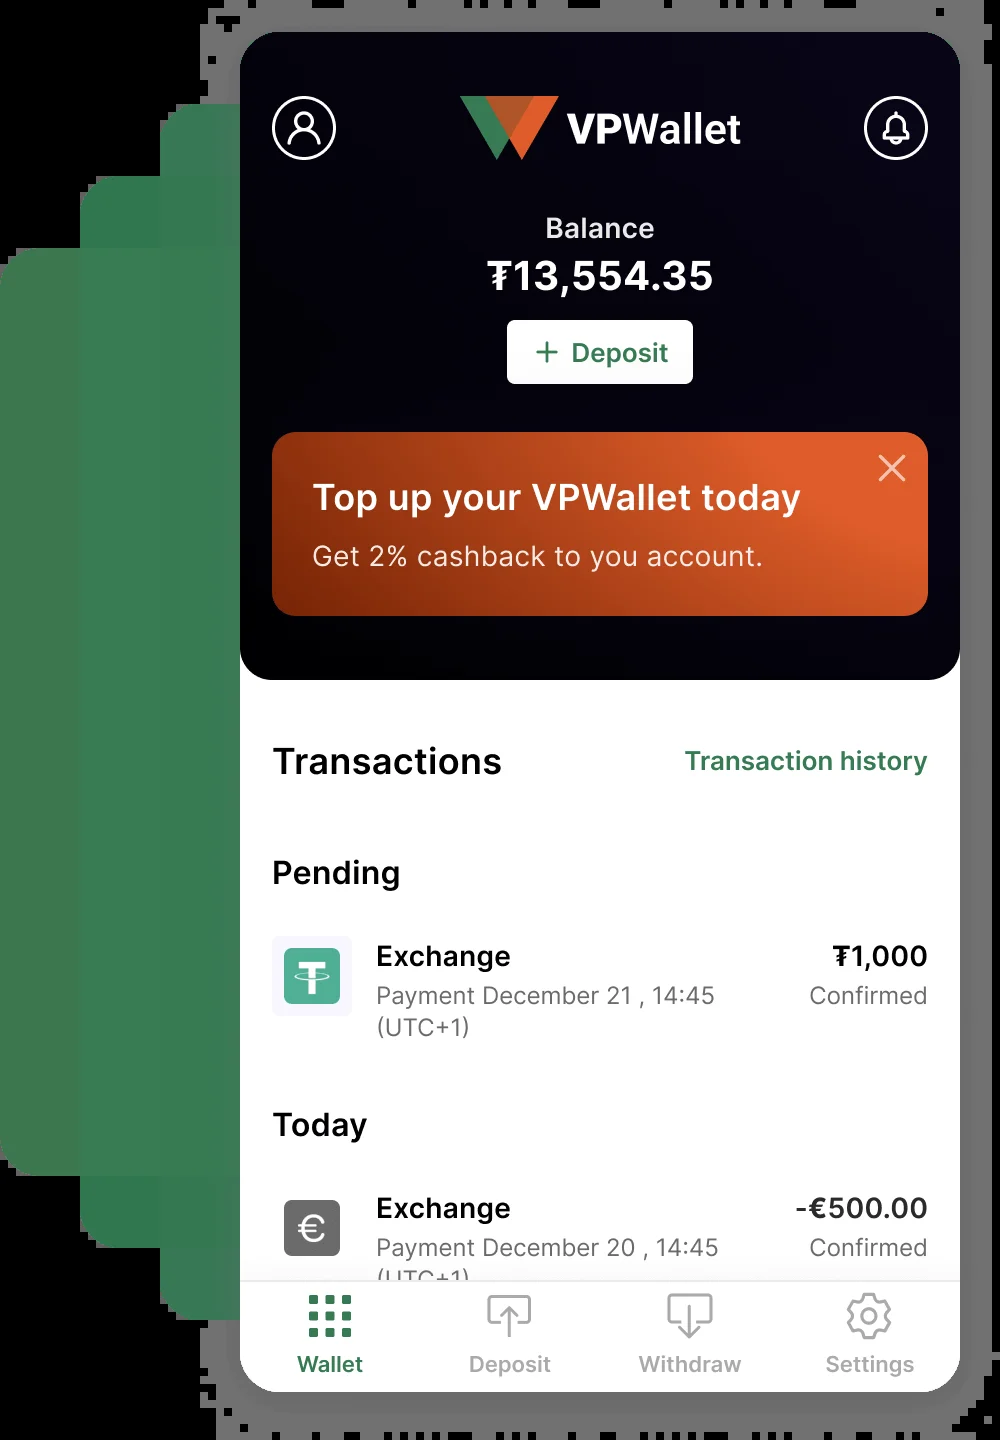 VPWallet
Balance
₮13,554.35
+ Deposit
Top up your VPWallet today
Get 2% cashback to you account.
Transactions
Transaction history
Pending
Exchange
₮1,000
Payment December 21 , 14:45
Confirmed
(UTC+1)
Today
Exchange
-€500.00
Payment December 20 , 14:45
Confirmed
(UTC+1)
Wallet
Deposit
Withdraw
Settings